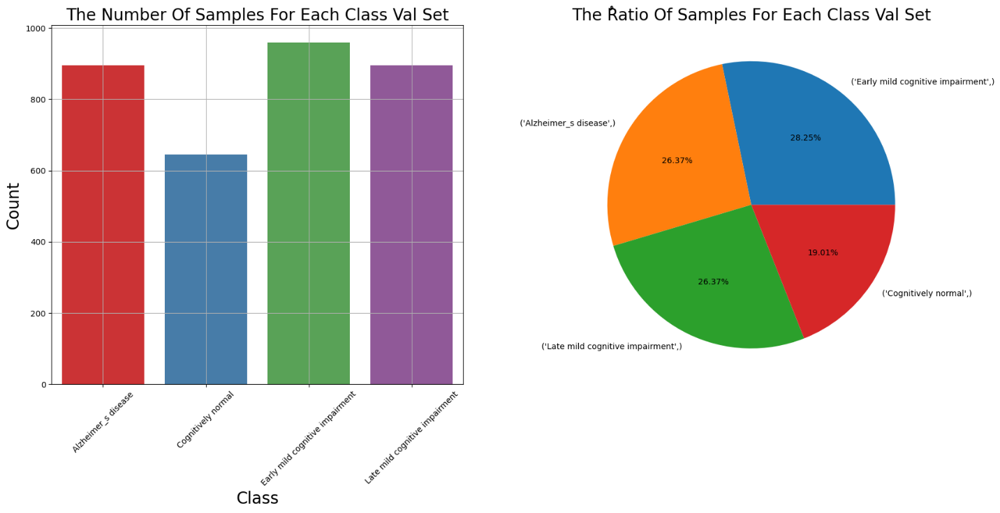 The Number Of Samples For Each Class Val Set
1000
800
600
400
200
0
Count
Alzheimer_s disease
Cognitively normal
Early mild cognitive impairment
Late mild cognitive impairment
Class
The Ratio Of Samples For Each Class Val Set
('Early mild cognitive impairment',)
('Alzheimer_s disease',)
28.25%
26.37%
19.01%
26.37%
('Cognitively normal',)
('Late mild cognitive impairment',)